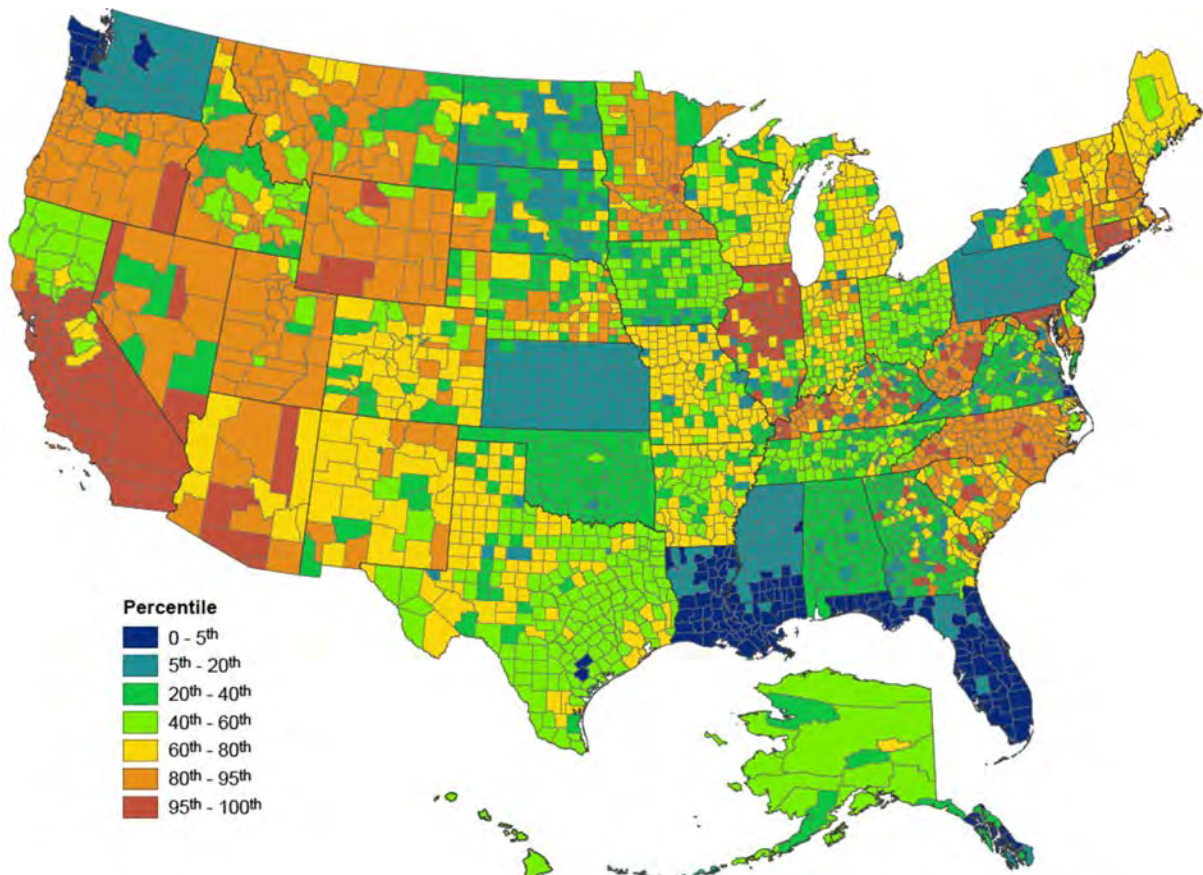 Percentile
0 - 5th
5th - 20th
20th - 40th
40th - 60th
60th - 80th
80th - 95th
95th - 100th